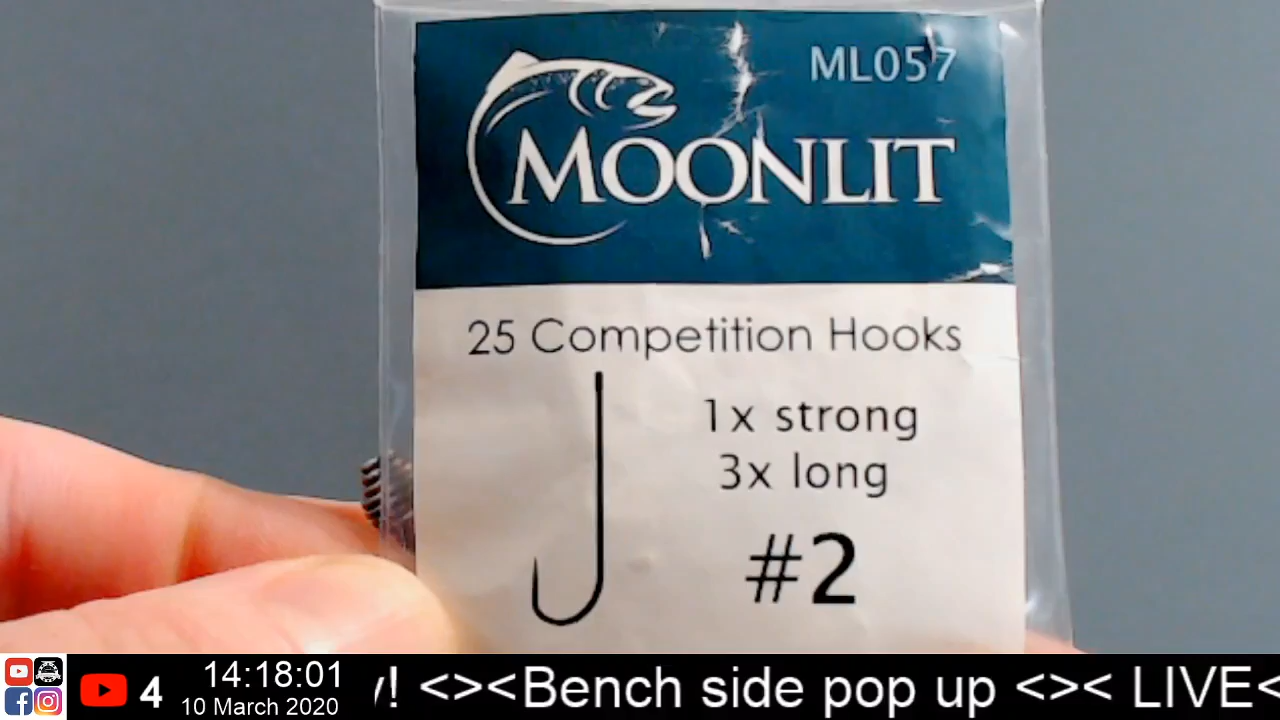 ML057
MOONLIT
25 Competition Hooks
1x strong
3x long
#2
4
14:18:01
10 March 2020
! <><Bench side pop up <>< LIVE<